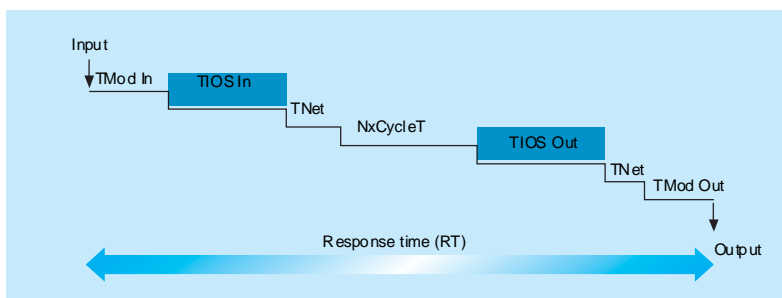 Input
TMod In
TIOS In
TNet
NxCycleT
TIOS Out
TNet
TMod Out
Output
Response time (RT)